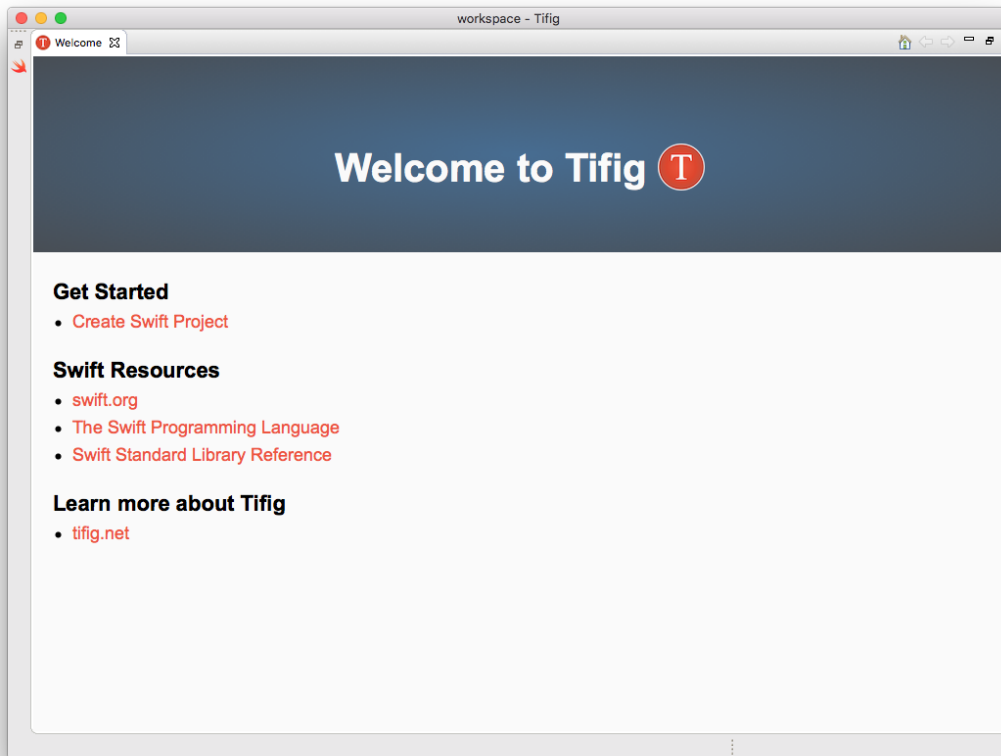 workspace - Tifig
Welcome
Welcome to Tifig T
Get Started
Create Swift Project
Swift Resources
swift.org
The Swift Programming Language
Swift Standard Library Reference
Learn more about Tifig
tifig.net